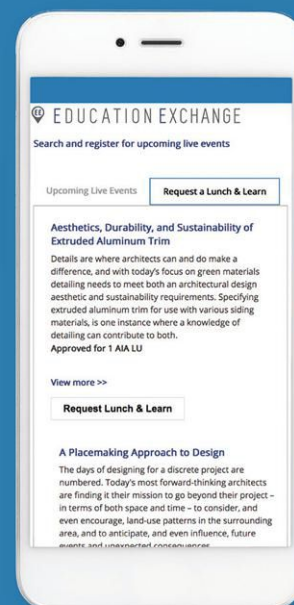 EE EDUCATION EXCHANGE
Search and register for upcoming live events
Upcoming Live Events Request a Lunch & Learn
Aesthetics, Durability, and Sustainability of
Extruded Aluminum Trim
Details are where architects can and do make a
difference, and with today's focus on green materials
detailing needs to meet both an architectural design
aesthetic and sustainability requirements. Specifying
extruded aluminum trim for use with various siding
materials, is one instance where a knowledge of
detailing can contribute to both.
Approved for 1 AIA LU
View more >>
Request Lunch & Learn
A Placemaking Approach to Design
The days of designing for a discrete project are
numbered. Today's most forward-thinking architects
are finding it their mission to go beyond their project –
in terms of both space and time – to consider, and
even encourage, land-use patterns in the surrounding
area, and to anticipate, and even influence, future
events and unexpected consequences.